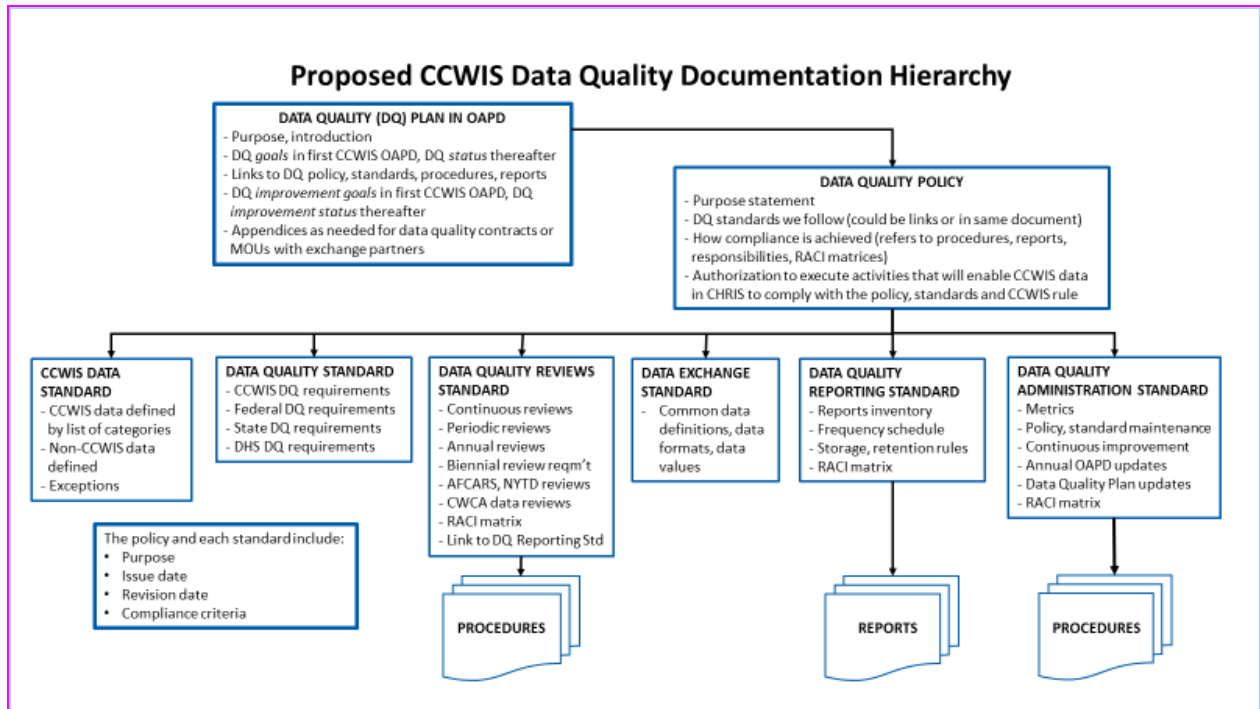 Proposed CCWIS Data Quality Documentation Hierarchy
DATA QUALITY (DQ) PLAN IN OAPD
- Purpose, introduction
- DQ goals in first CCWIS OAPD, DQ status thereafter
- Links to DQ policy, standards, procedures, reports
- DQ improvement goals in first CCWIS OAPD, DQ
improvement status thereafter
- Appendices as needed for data quality contracts or
MOUs with exchange partners
DATA QUALITY POLICY
- Purpose statement
- DQ standards we follow (could be links or in same document)
- How compliance is achieved (refers to procedures, reports,
responsibilities, RACI matrices)
- Authorization to execute activities that will enable CCWIS data
in CHRIS to comply with the policy, standards and CCWIS rule
CCWIS DATA
STANDARD
- CCWIS data defined
by list of categories
- Non-CCWIS data
defined
- Exceptions
DATA QUALITY STANDARD
- CCWIS DQ requirements
- Federal DQ requirements
- State DQ requirements
- DHS DQ requirements
DATA QUALITY REVIEWS
STANDARD
- Continuous reviews
- Periodic reviews
- Annual reviews
- Biennial review reqm't
- AFCARS, NYTD reviews
- CWCA data reviews
- RACI matrix
- Link to DQ Reporting Std
DATA EXCHANGE
STANDARD
- Common data
definitions, data
formats, data
values
DATA QUALITY
REPORTING STANDARD
- Reports inventory
- Frequency schedule
- Storage, retention rules
- RACI matrix
DATA QUALITY
ADMINISTRATION STANDARD
- Metrics
- Policy, standard maintenance
- Continuous improvement
- Annual OAPD updates
- Data Quality Plan updates
- RACI matrix
The policy and each standard include:
• Purpose
• Issue date
• Revision date
• Compliance criteria
PROCEDURES
REPORTS
PROCEDURES